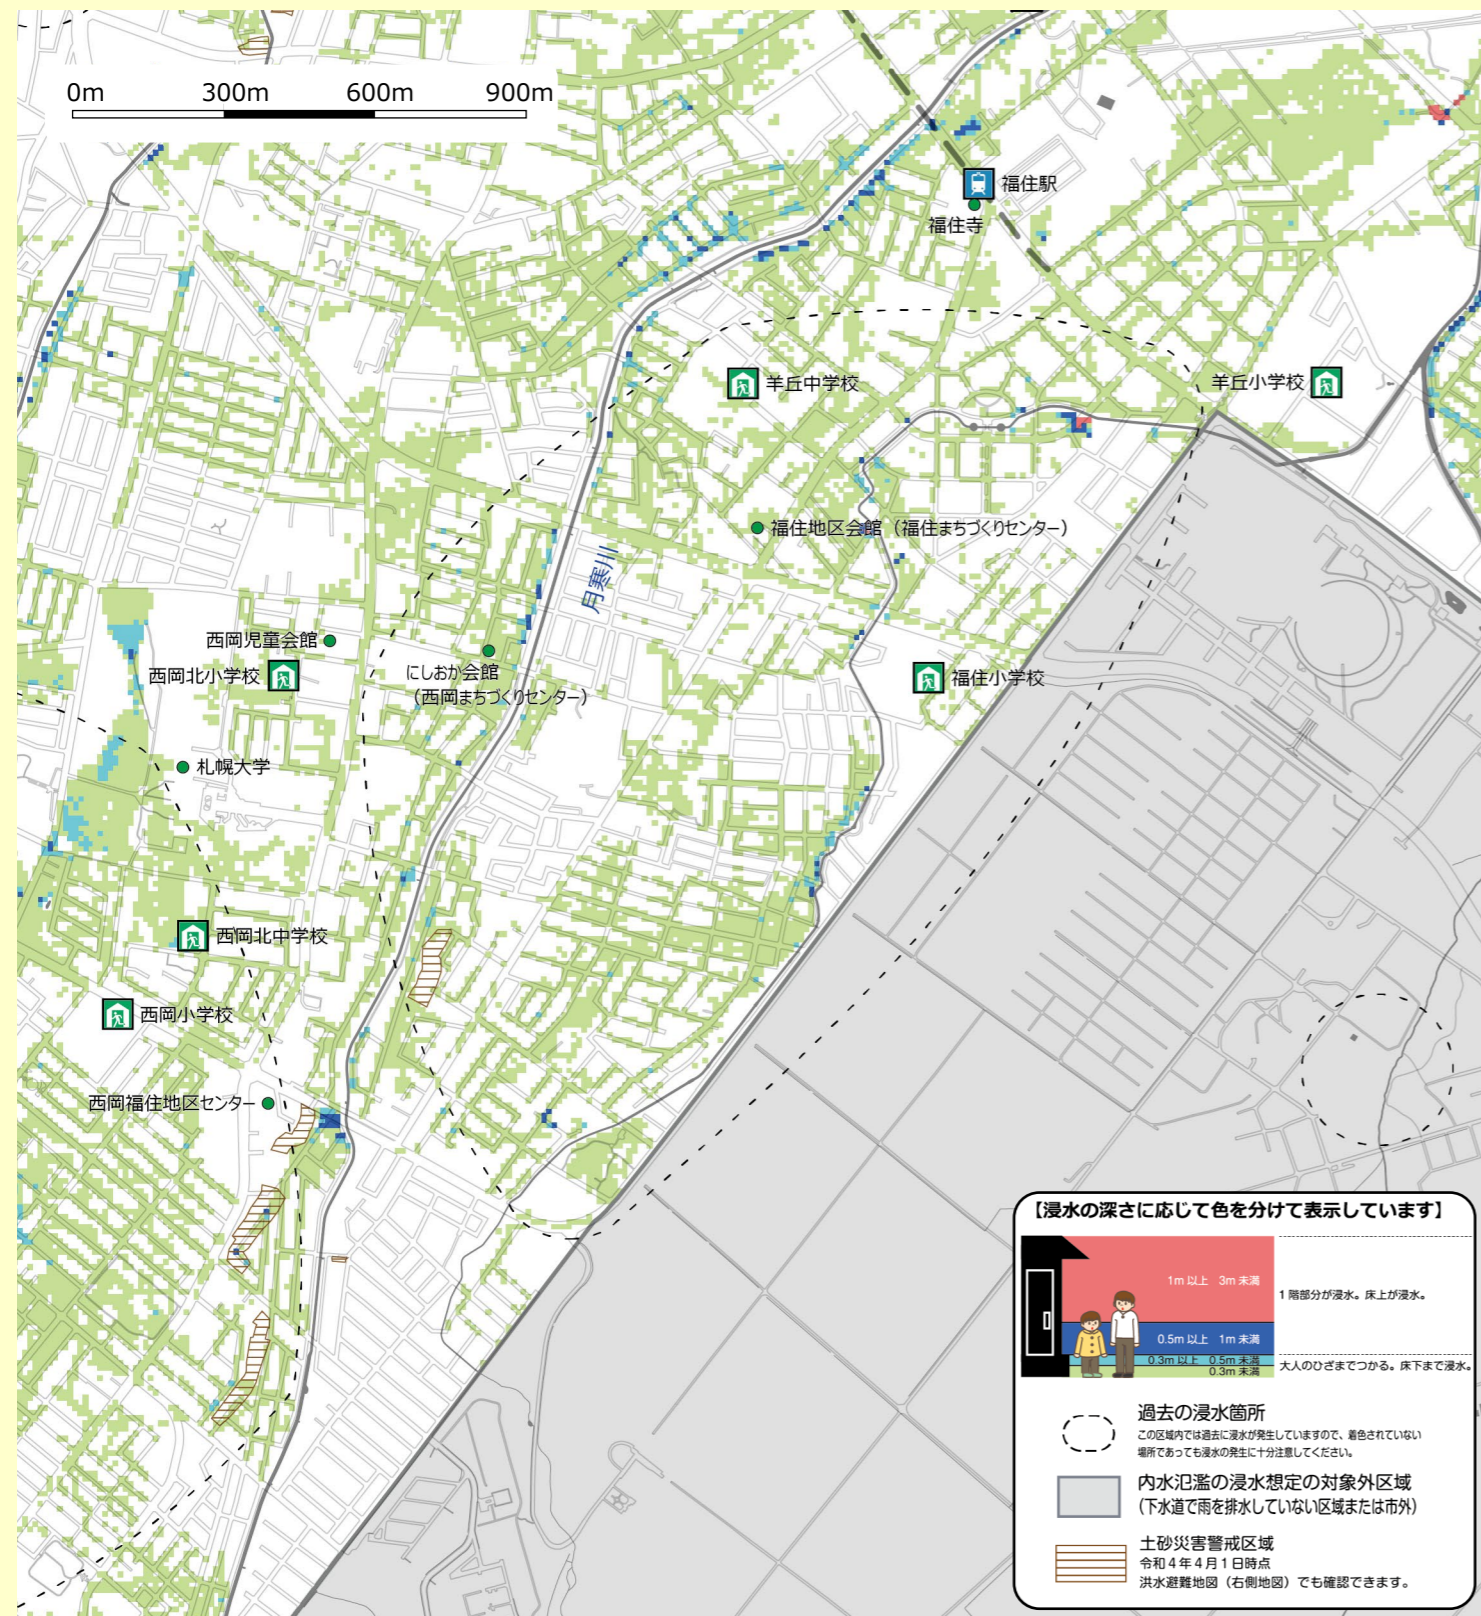 0m 300m 600m 900m
福住駅
福住寺
羊丘中学校
羊丘小学校
福住地区会館（福住まちづくりセンター）
月寒川
西岡児童会館
西岡北小学校
にしおか会館
（西岡まちづくりセンター）
福住小学校
札幌大学
西岡北中学校
西岡小学校
西岡福住地区センター
【浸水の深さに応じて色を分けて表示しています】
1m 以上 3m 未満
1 階部分が浸水。床上が浸水。
0.5m 以上 1m 未満
0.3m 以上 0.5m 未満
0.3m 未満
大人のひざまでつかる。床下まで浸水。
過去の浸水箇所
この区域内では過去に浸水が発生していますので、着色されていない
場所であっても浸水の発生に十分注意してください。
内水氾濫の浸水想定の対象外区域
(下水道で雨を排水していない区域または市外)
土砂災害警戒区域
令和４年４月１日時点
洪水避難地図（右側地図）でも確認できます。